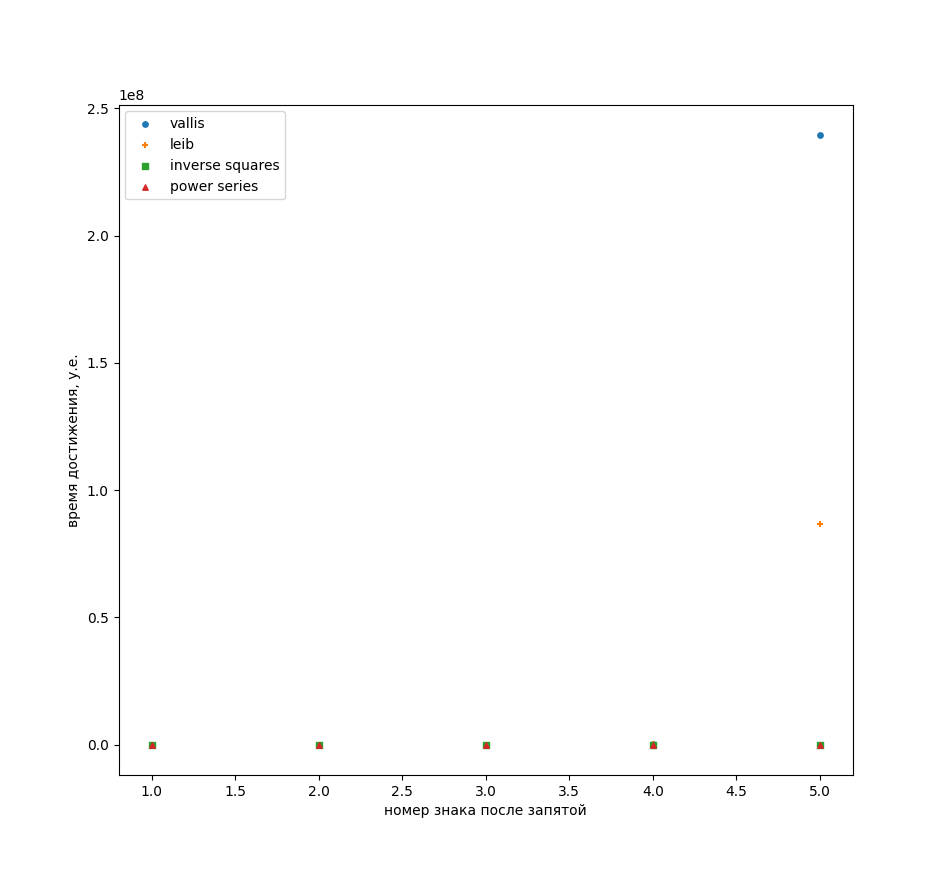 1e8
2.5
2.0
1.5
1.0
0.5
0.0
vallis
leib
inverse squares
power series
время достижения, у.е.
1.0 1.5 2.0 2.5 3.0 3.5 4.0 4.5 5.0
номер знака после запятой